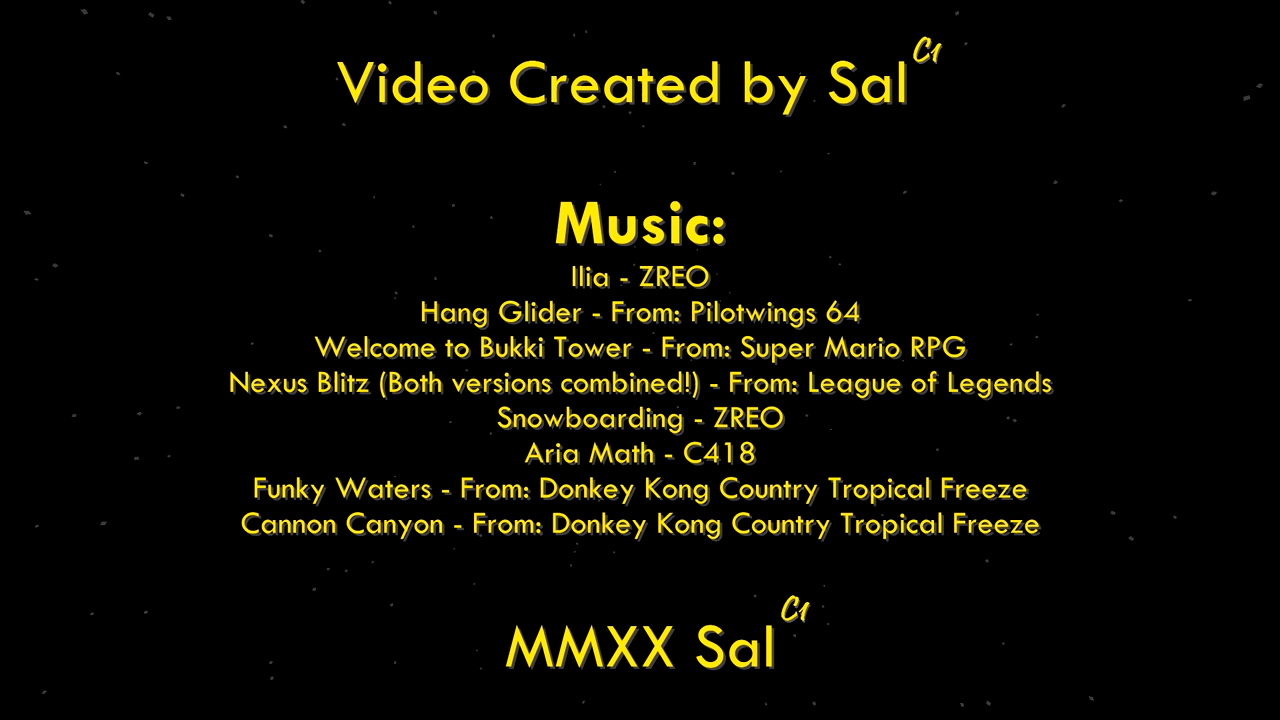 Video Created by Sal C1
Music:
Ilia - ZREO
Hang Glider - From: Pilotwings 64
Welcome to Bukki Tower - From: Super Mario RPG
Nexus Blitz (Both versions combined!) - From: League of Legends
Snowboarding - ZREO
Aria Math - C418
Funky Waters - From: Donkey Kong Country Tropical Freeze
Cannon Canyon - From: Donkey Kong Country Tropical Freeze
MMXX Sal C1